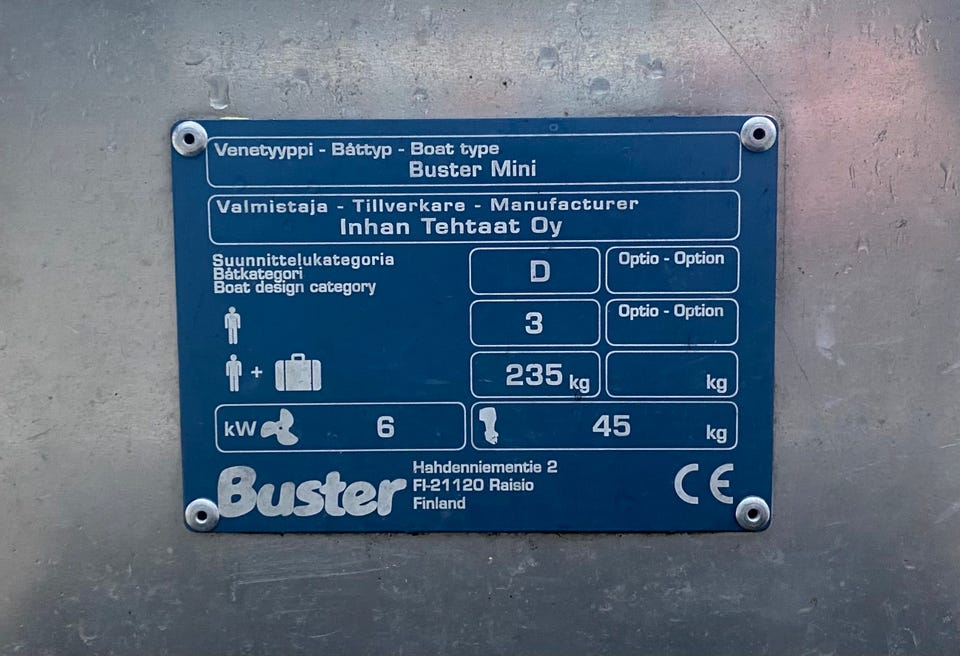 Venetyyppi - Båttyp - Boat type
Buster Mini
Valmistaja - Tillverkare - Manufacturer
Inhan Tehtaat Oy
Suunnittelukategoria
Båtkategori
Boat design category
D
Optio - Option
3
Optio - Option
+
235 kg
kg
kW 6
45 kg
Buster
Hahdenniementie 2
FI-21120 Raisio
Finland
CE